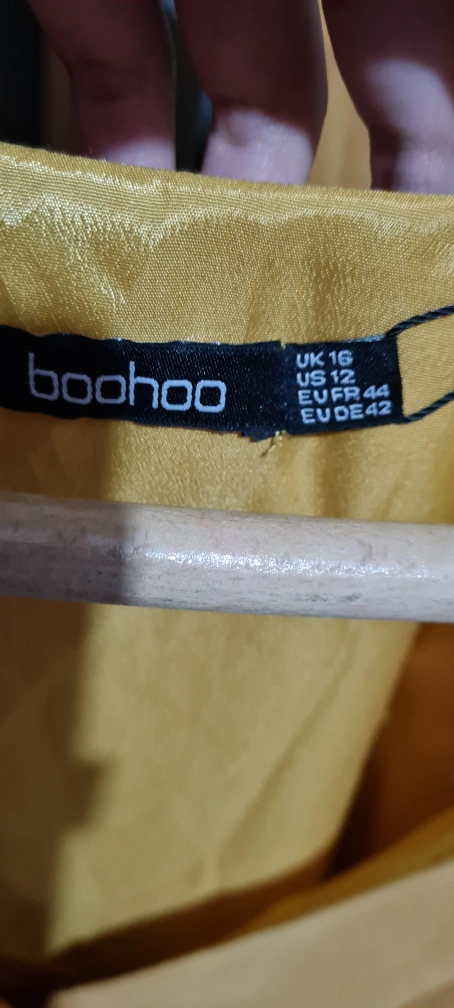 boohoo
UK 16
US 12
EU FR 44
EU DE 42